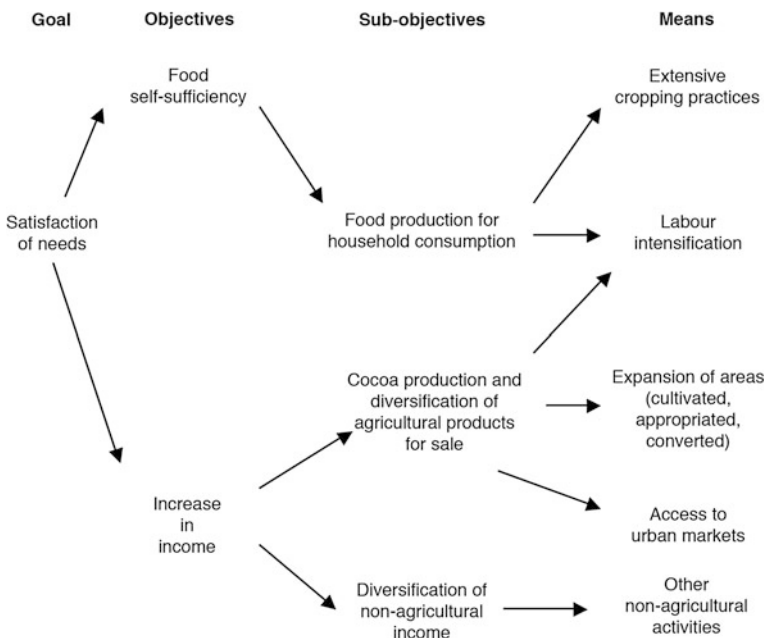 Goal
Objectives
Sub-objectives
Means
Food
self-sufficiency
Extensive
cropping practices
Satisfaction
of needs
Food production for
household consumption
Labour
intensification
Cocoa production and
diversification of
agricultural products
for sale
Expansion of areas
(cultivated,
appropriated,
converted)
Increase
in
income
Access to
urban markets
Diversification of
non-agricultural
income
Other
non-agricultural
activities